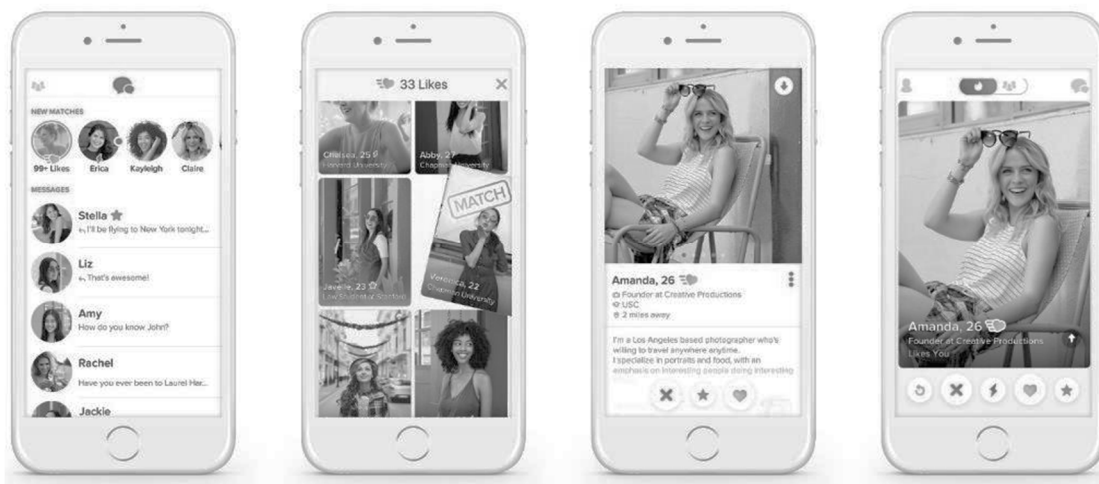 NEW MATCHES
99+ Likes
Erica
Kayleigh
Claire
MESSAGES
Stella
I'll be flying to New York tonight...
Liz
That's awesome!
Amy
How do you know John?
Rachel
Have you ever been to Laurel Har...
Jackie
33 Likes
Chelsea, 25
Harvard University
Abby, 27
Chapman University
MATCH
Javelle, 23
Law Student at Stanford
Veronica, 22
Chapman University
Amanda, 26
Founder at Creative Productions
USC
2 miles away
I'm a Los Angeles based photographer who's
willing to travel anywhere anytime.
I specialize in portraits and food, with an
emphasis on interesting people doing interesting
Amanda, 26
Founder at Creative Productions
Likes You